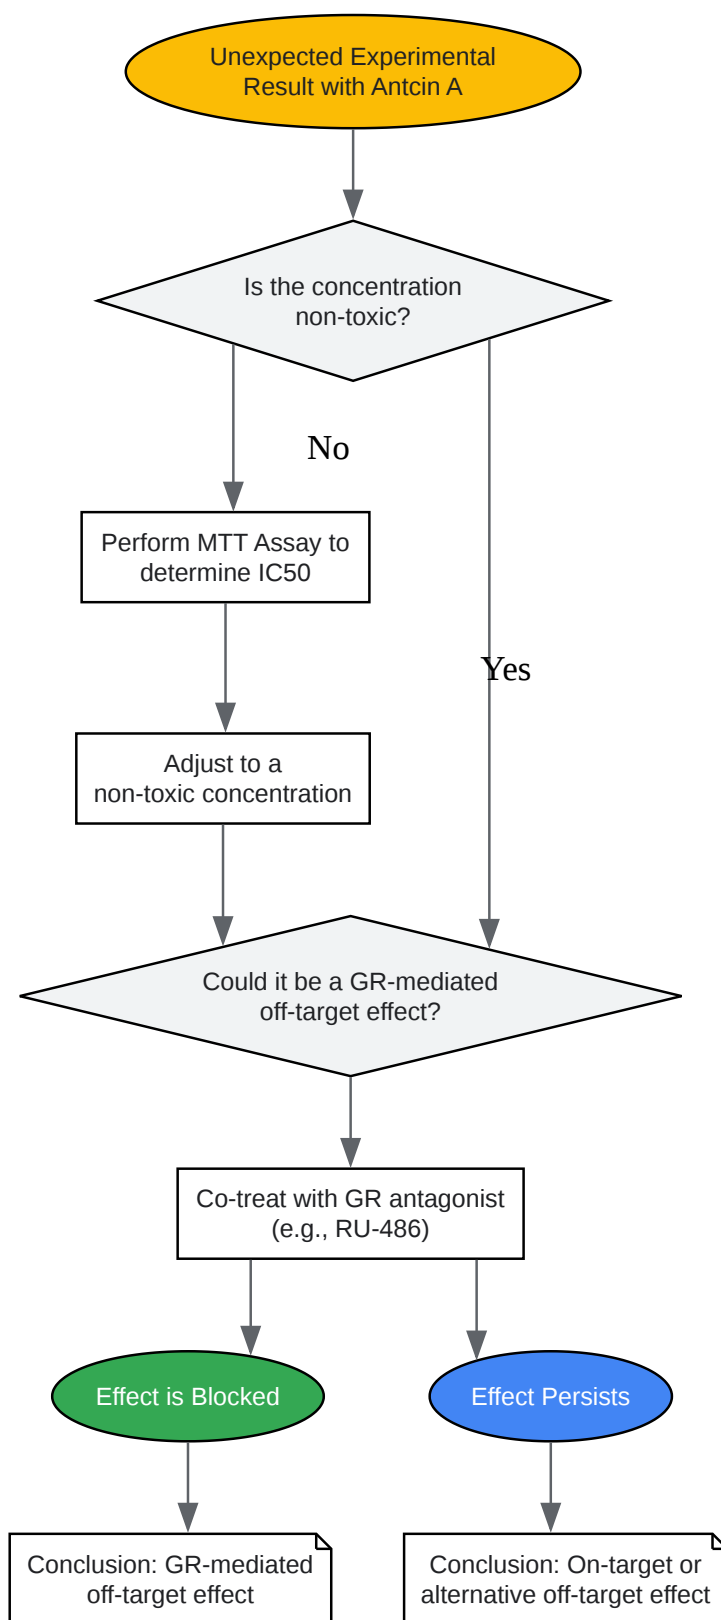 Unexpected Experimental
Result with Antcin A
Is the concentration
non-toxic?
No
Perform MTT Assay to
determine IC50
Yes
Adjust to a
non-toxic concentration
Could it be a GR-mediated
off-target effect?
Co-treat with GR antagonist
(e.g., RU-486)
Effect is Blocked
Effect Persists
Conclusion: GR-mediated
off-target effect
Conclusion: On-target or
alternative off-target effect